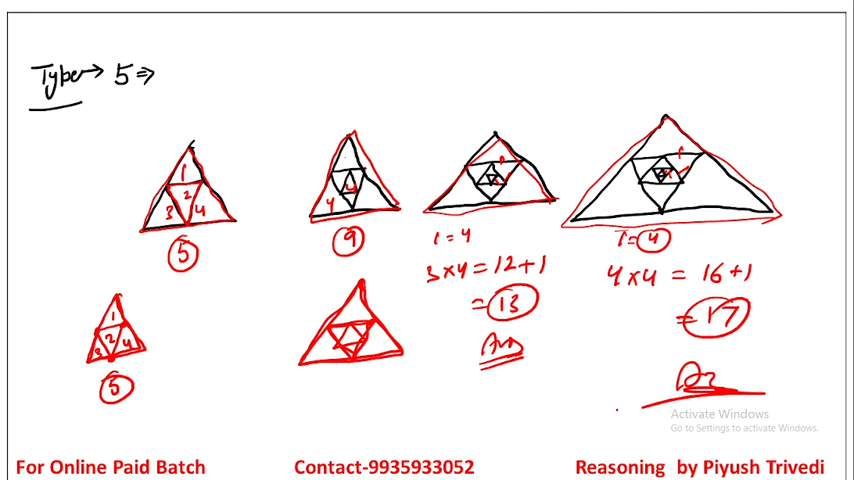 Type → 5 ⇒
1
2
3 4
5
4
4
9
1 = 4
3 x 4 = 12 + 1
= 13
Ans
1 = 4
4 x 4 = 16 + 1
= 17
1
2
3 4
5
Activate Windows
Go to Settings to activate Windows.
For Online Paid Batch Contact-9935933052 Reasoning by Piyush Trivedi